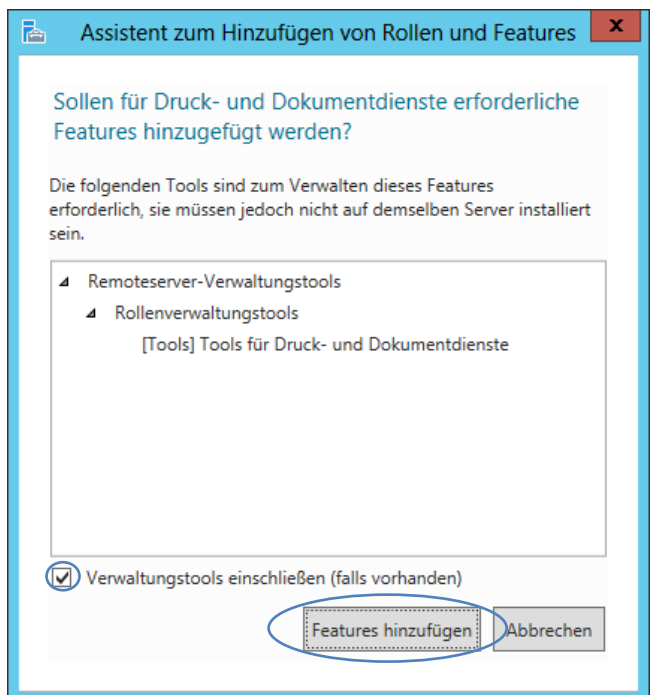 Assistent zum Hinzufügen von Rollen und Features
x
Sollen für Druck- und Dokumentdienste erforderliche
Features hinzugefügt werden?
Die folgenden Tools sind zum Verwalten dieses Features
erforderlich, sie müssen jedoch nicht auf demselben Server installiert
sein.
Remoteserver-Verwaltungstools
Rollenverwaltungstools
[Tools] Tools für Druck- und Dokumentdienste
Verwaltungstools einschließen (falls vorhanden)
Features hinzufügen
Abbrechen